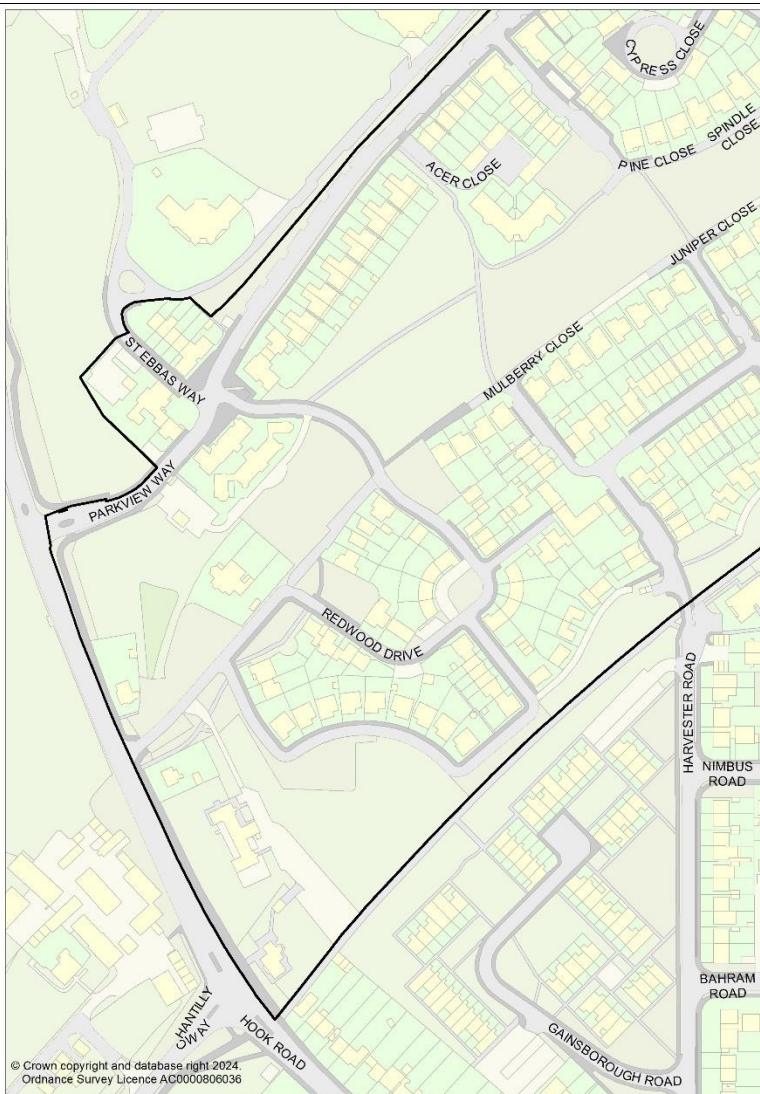 CYPRESS CLOSE
SPINDLE
CLOSE
PINE CLOSE
ACER CLOSE
JUNIPER CLOSE
MULBERRY CLOSE
ST EBBAS WAY
PARKVIEW WAY
REDWOOD DRIVE
HARVESTER ROAD
NIMBUS
ROAD
BAHRAM
ROAD
CHANTILLY
WAY
HOOK ROAD
GAINSBOROUGH ROAD
© Crown copyright and database right 2024.
Ordnance Survey Licence AC0000806036